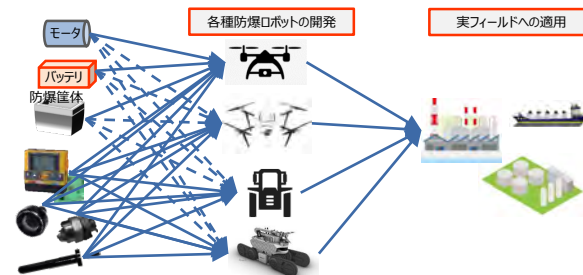 各種防爆ロボットの開発
実フィールドへの適用
モータ
バッテリ
防爆筐体